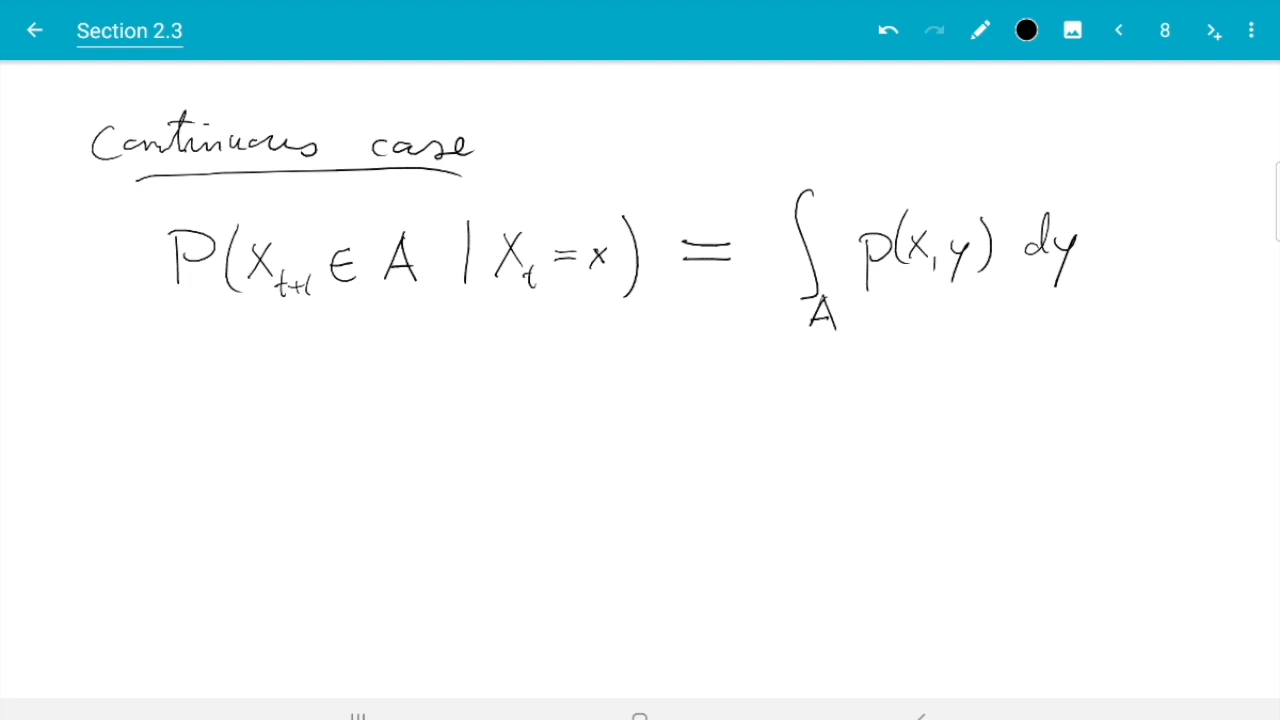 Section 2.3
8
Continuous case
P(X_{t+1} ∈ A | X_t = x) = ∫_A p(x, y) dy